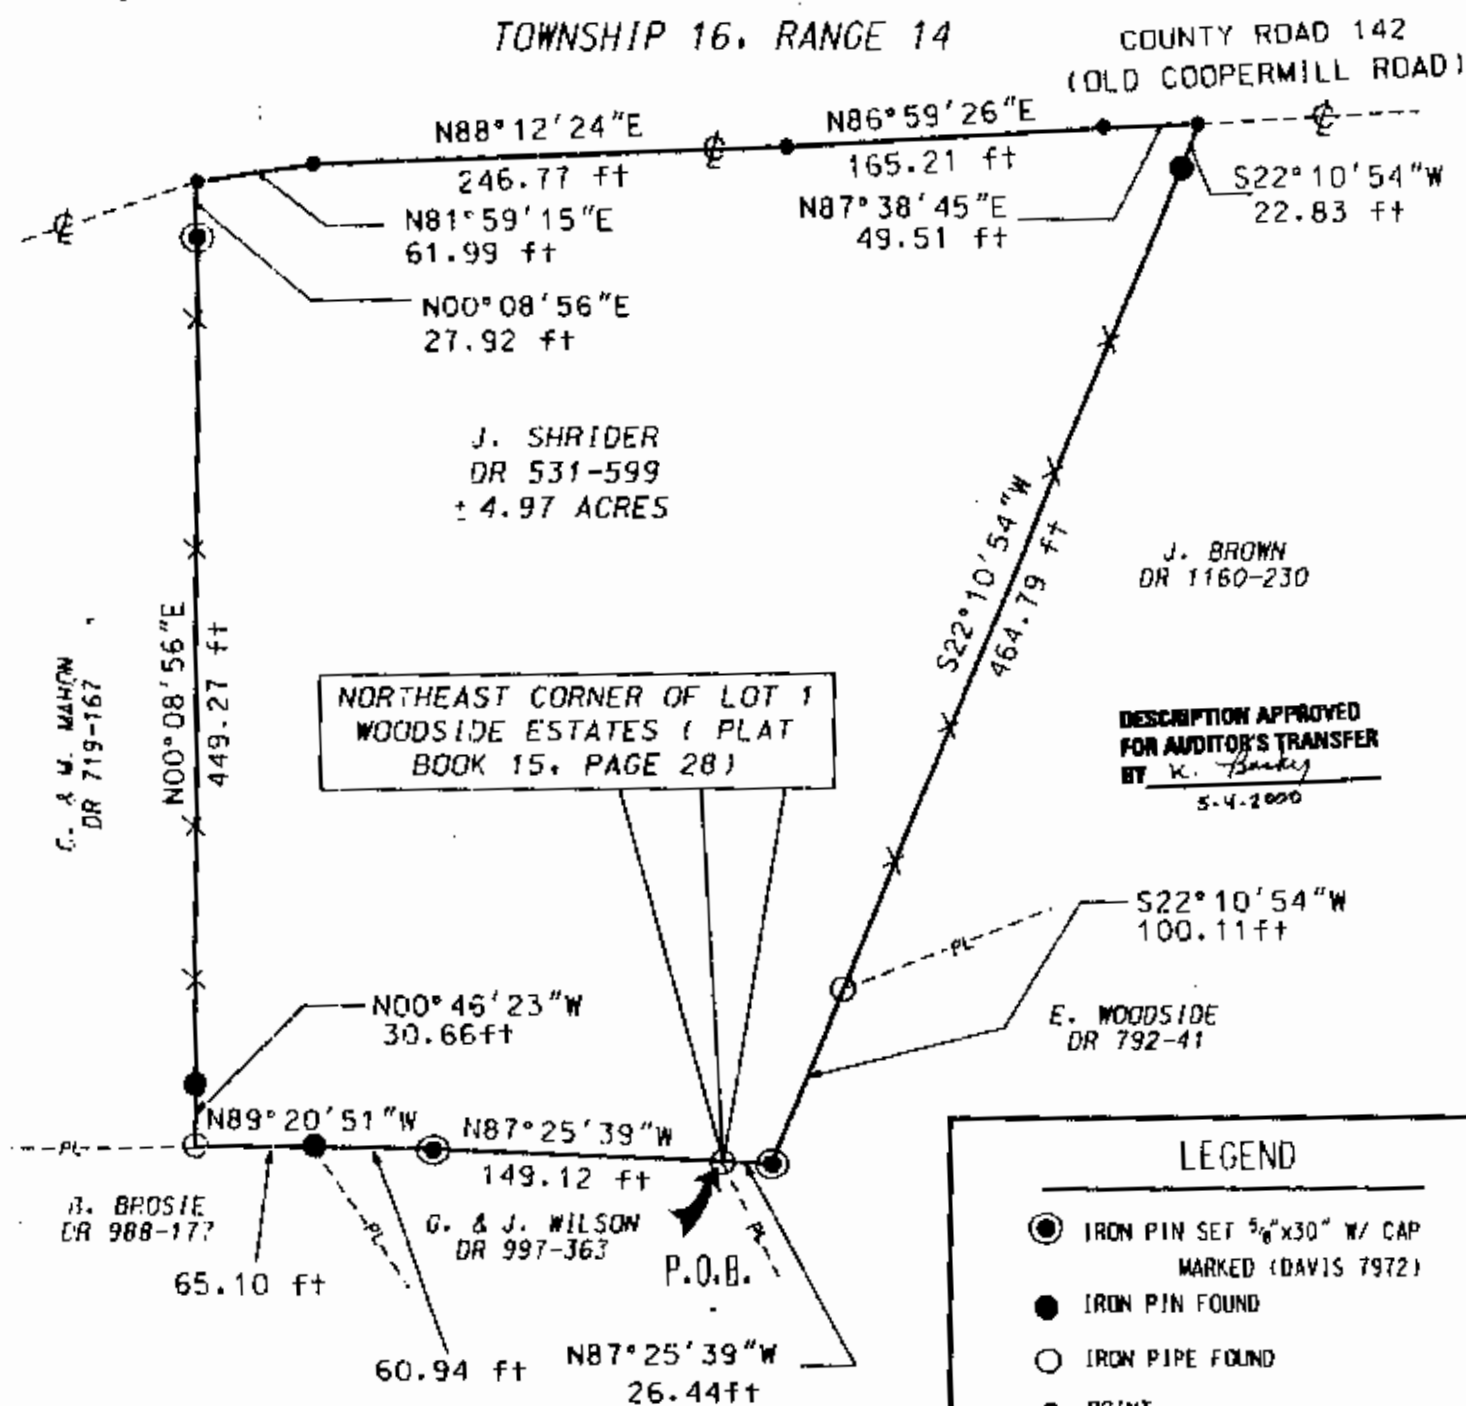 TOWNSHIP 16, RANGE 14
COUNTY ROAD 142
(OLD COOPERMILL ROAD)
N88°12'24"E
246.77 ft
N86°59'26"E
165.21 ft
N81°59'15"E
61.99 ft
N87°38'45"E
49.51 ft
S22°10'54"W
22.83 ft
N00°08'56"E
27.92 ft
J. SHRIDER
DR 531-599
± 4.97 ACRES
S22°10'54"W
464.79 ft
J. BROWN
DR 1160-230
N00°08'56"E
449.27 ft
& W. MAHON
DR 719-167
NORTHEAST CORNER OF LOT 1
WOODSIDE ESTATES ( PLAT
BOOK 15, PAGE 28)
DESCRIPTION APPROVED
FOR AUDITOR'S TRANSFER
BY K.
5-4-2000
S22°10'54"W
100.11ft
PL
E. WOODSIDE
DR 792-41
N00°46'23"W
30.66ft
N89°20'51"W
N87°25'39"W
149.12 ft
PL
BROSIE
DR 988-177
PL
G. & J. WILSON
DR 997-363
P.O.B.
PL
65.10 ft
60.94 ft
N87°25'39"W
26.44ft
LEGEND
IRON PIN SET 5/8"x30" W/ CAP
MARKED (DAVIS 7972)
IRON PIN FOUND
IRON PIPE FOUND
POINT